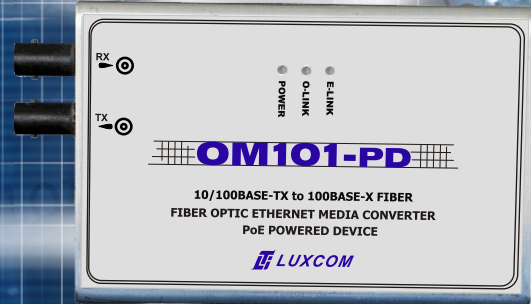 RX
TX
POWER
O-LINK
E-LINK
OM101-PD
10/100BASE-TX to 100BASE-X FIBER
FIBER OPTIC ETHERNET MEDIA CONVERTER
PoE POWERED DEVICE
LUXCOM